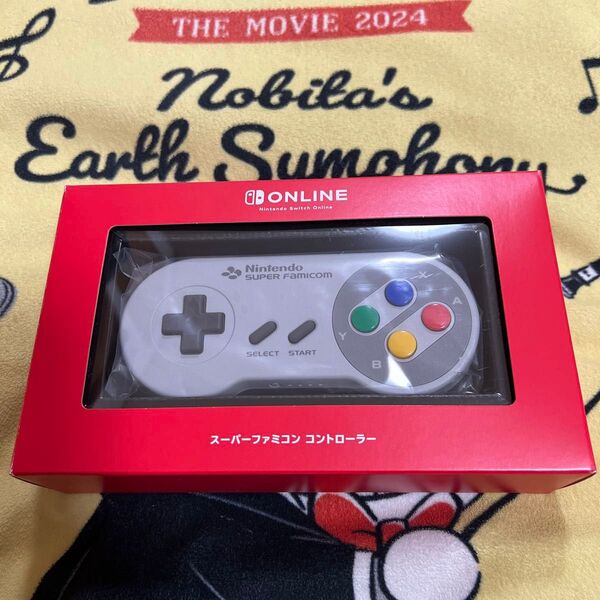 THE MOVIE 2024
Nobita's
Earth Symphony
ONLINE
Nintendo Switch Online
Nintendo
SUPER FAMICOM
X
Y
A
B
SELECT START
スーパーファミコン コントローラー